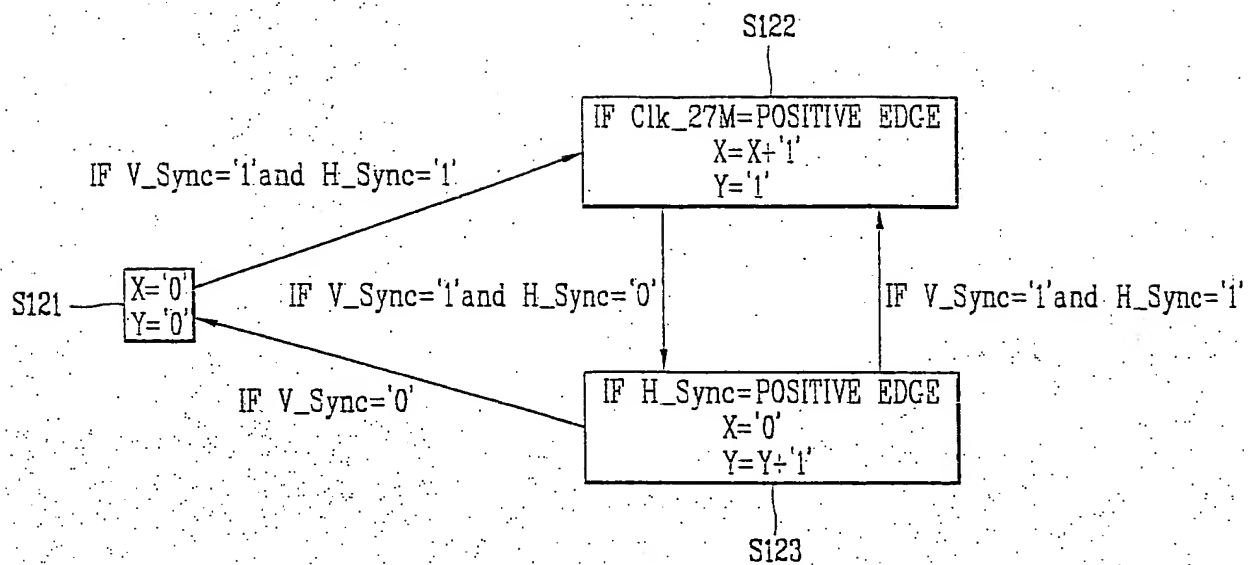 S122
IF Clk_27M=POSITIVE EDGE
X=X+'1'
Y='1'
IF V_Sync='1'and H_Sync='1'
S121
X='0'
Y='0'
IF V_Sync='1'and H_Sync='0'
IF V_Sync='1'and H_Sync='1'
IF V_Sync='0'
IF H_Sync=POSITIVE EDGE
X='0'
Y=Y+'1'
S123